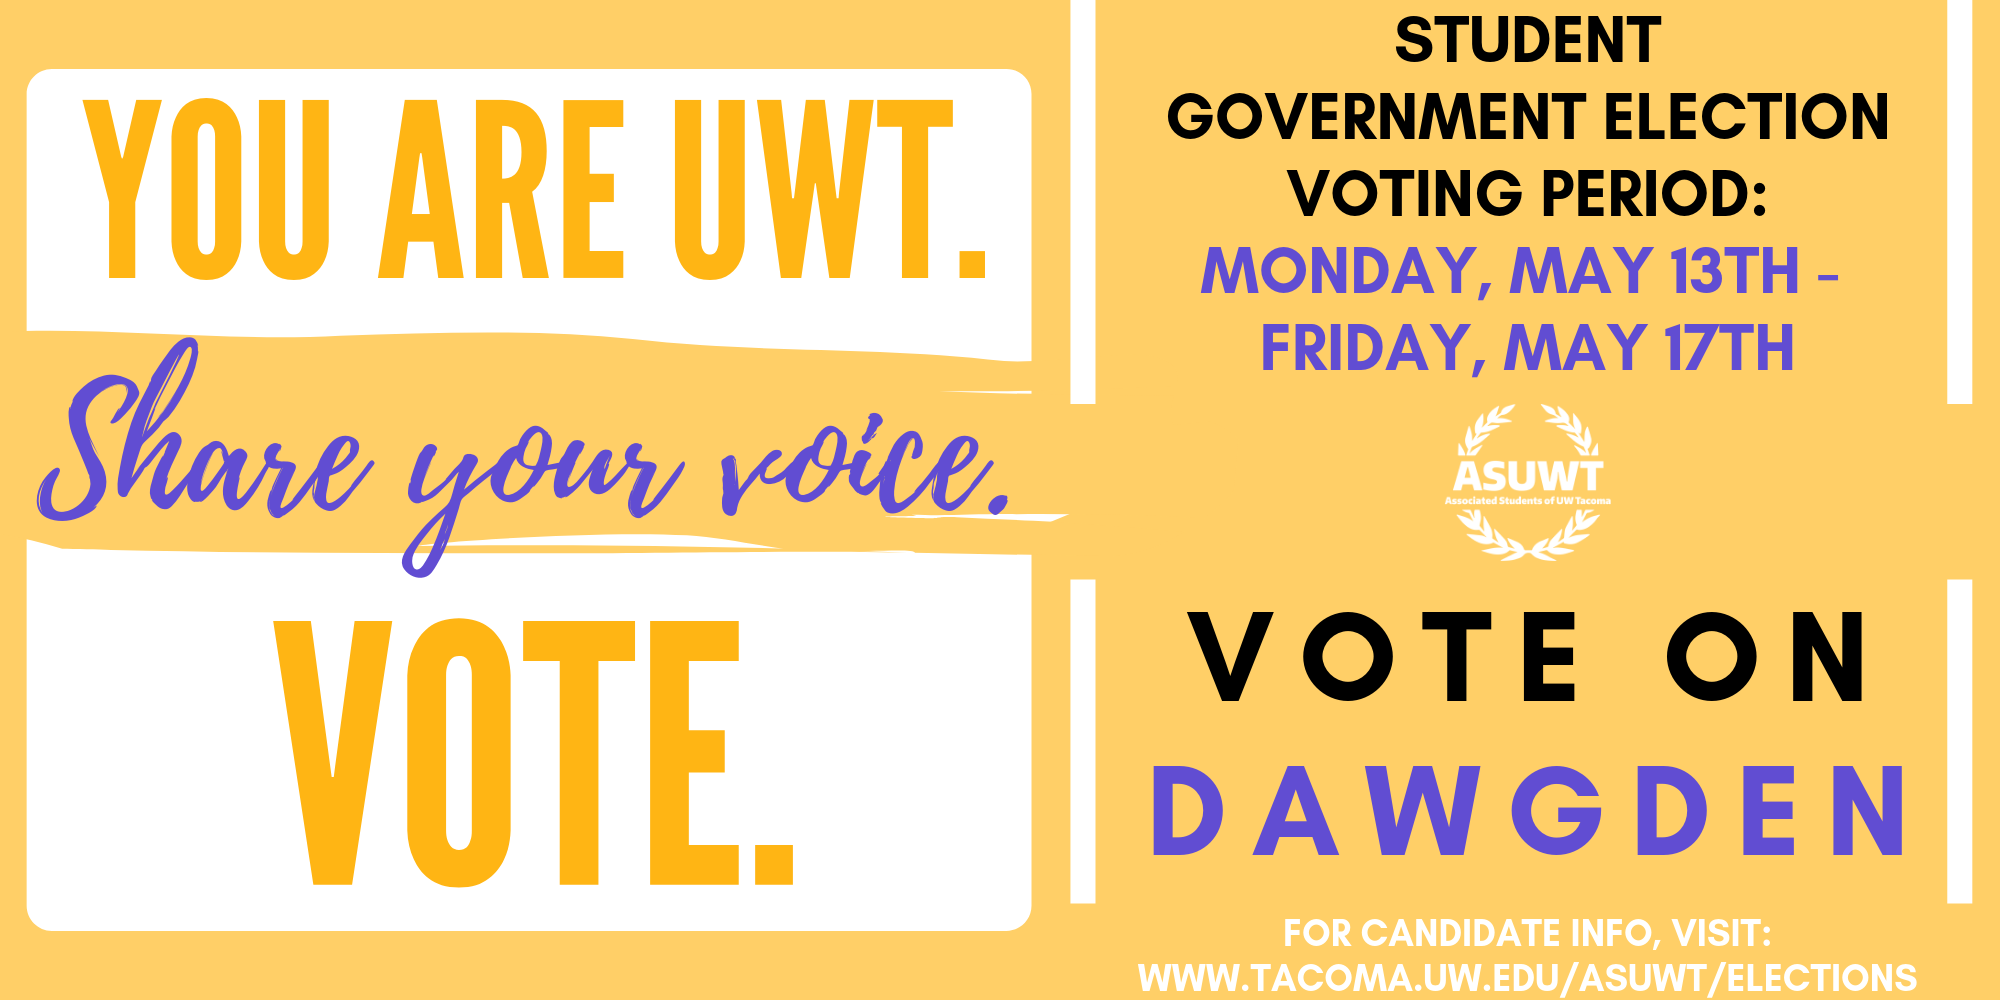 YOU ARE UWT.
Share your voice.
VOTE.
STUDENT
GOVERNMENT ELECTION
VOTING PERIOD:
MONDAY, MAY 13TH -
FRIDAY, MAY 17TH
ASUWT
Associated Students of UW Tacoma
VOTE ON
DAWGDEN
FOR CANDIDATE INFO, VISIT:
WWW.TACOMA.UW.EDU/ASUWT/ELECTIONS